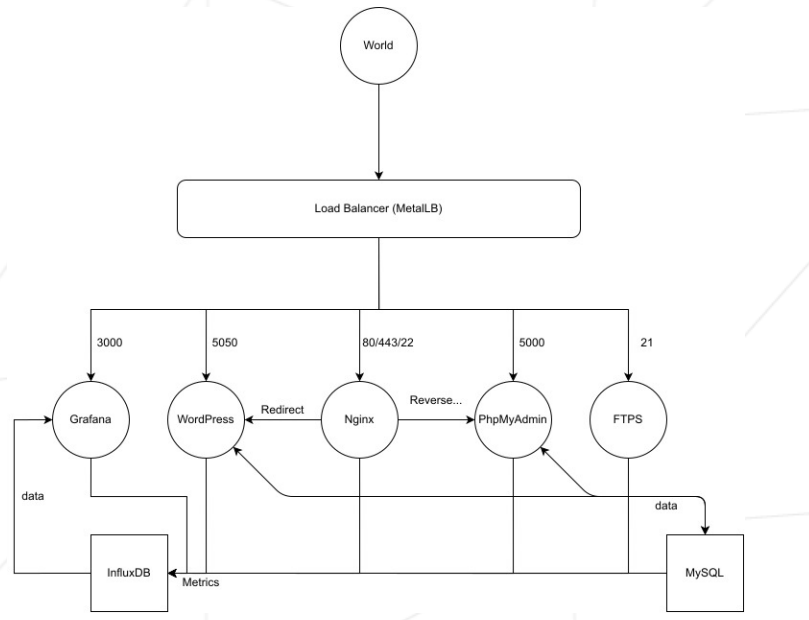 World
Load Balancer (MetalLB)
3000
5050
80/443/22
5000
21
Grafana
WordPress
Redirect
Nginx
Reverse...
PhpMyAdmin
FTPS
data
data
InfluxDB
Metrics
MySQL